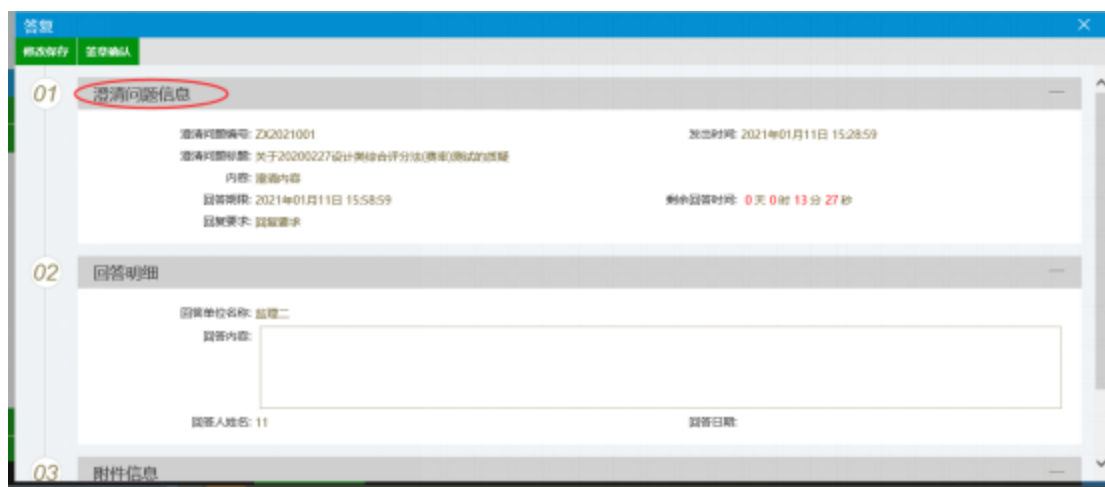 答复
修改保存 签章确认
01 澄清问题信息
澄清问题编号: ZX2021001 发出时间: 2021年01月11日 15:28:59
澄清问题标题: 关于20200227设计类综合评分法(费率)测试的质疑
内容: 澄清内容
回答期限: 2021年01月11日 15:58:59 剩余回答时间: 0 天 0 时 13 分 27 秒
回复要求: 回复要求
02 回答明细
回答单位名称: 监理二
回答内容:
回答人姓名: 11 回答日期:
03 附件信息